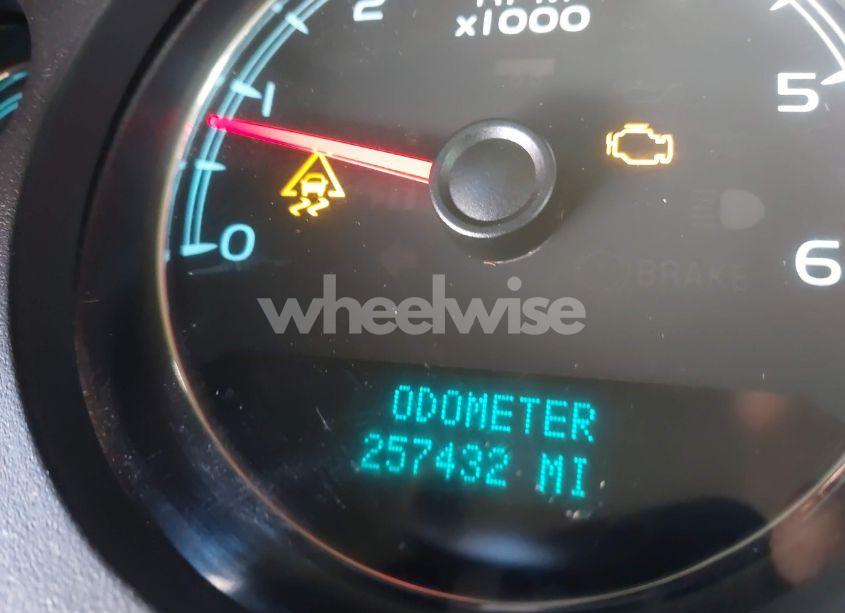 2
x1000
1
5
0
6
BRAKE
wheelwise
ODOMETER
257432 MI